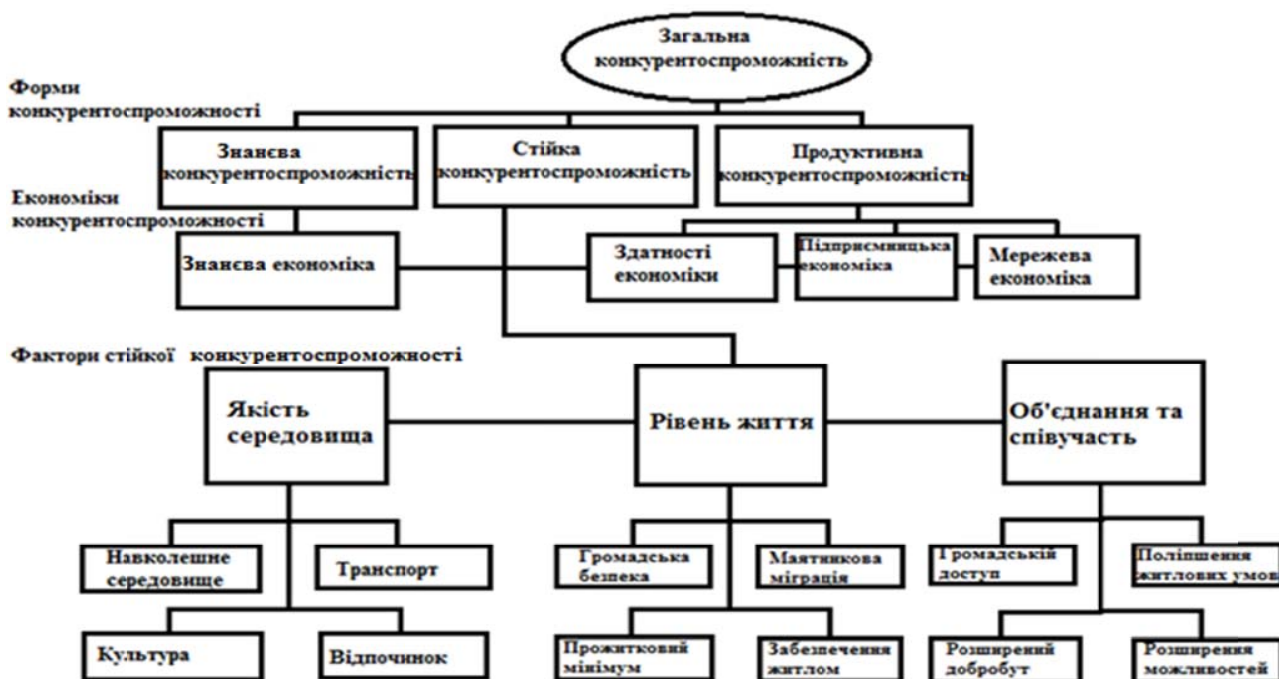 Загальна
конкурентоспроможність
Форми
конкурентоспроможності
Знанєва
конкурентоспроможність
Стійка
конкурентоспроможність
Продуктивна
конкурентоспроможність
Економіки
конкурентоспроможності
Знанєва економіка
Здатності
економіки
Підприємницька
економіка
Мережева
економіка
Фактори стійкої конкурентоспроможності
Якість
середовища
Рівень життя
Об'єднання та
співучасть
Навколешне
середовище
Транспорт
Громадська
безпека
Маятникова
міграція
Громадській
доступ
Поліпшення
житлових умов
Культура
Відпочинок
Прожитковий
мінімум
Забезпечення
житлом
Розширений
добробут
Розширення
можливостей